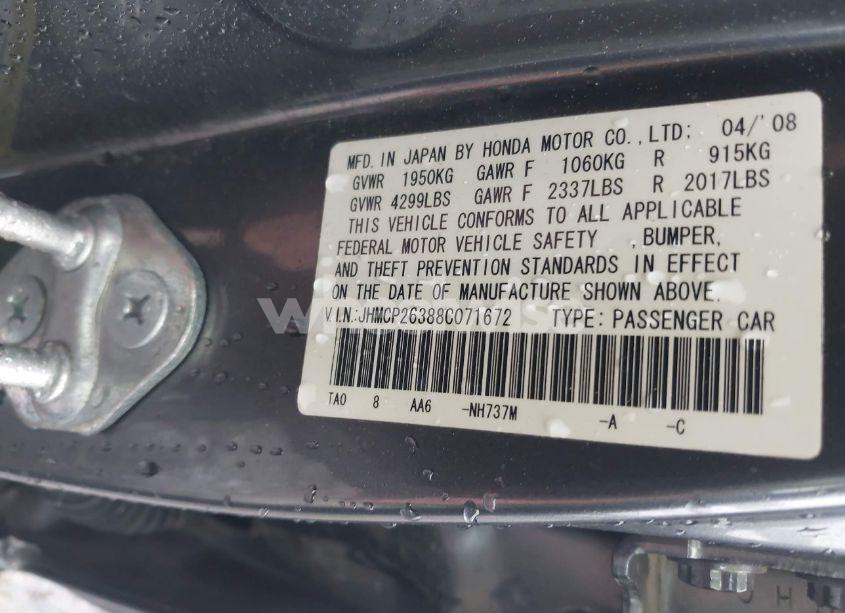 MFD. IN JAPAN BY HONDA MOTOR CO.,LTD; 04/'08
GVWR 1950KG GAWR F 1060KG R 915KG
GVWR 4299LBS GAWR F 2337LBS R 2017LBS
THIS VEHICLE CONFORMS TO ALL APPLICABLE
FEDERAL MOTOR VEHICLE SAFETY ,BUMPER,
AND THEFT PREVENTION STANDARDS IN EFFECT
ON THE DATE OF MANUFACTURE SHOWN ABOVE.
V.I.N.:JHMCP26388C071672 TYPE: PASSENGER CAR
TA0 8 AA6 -NH737M -A -C